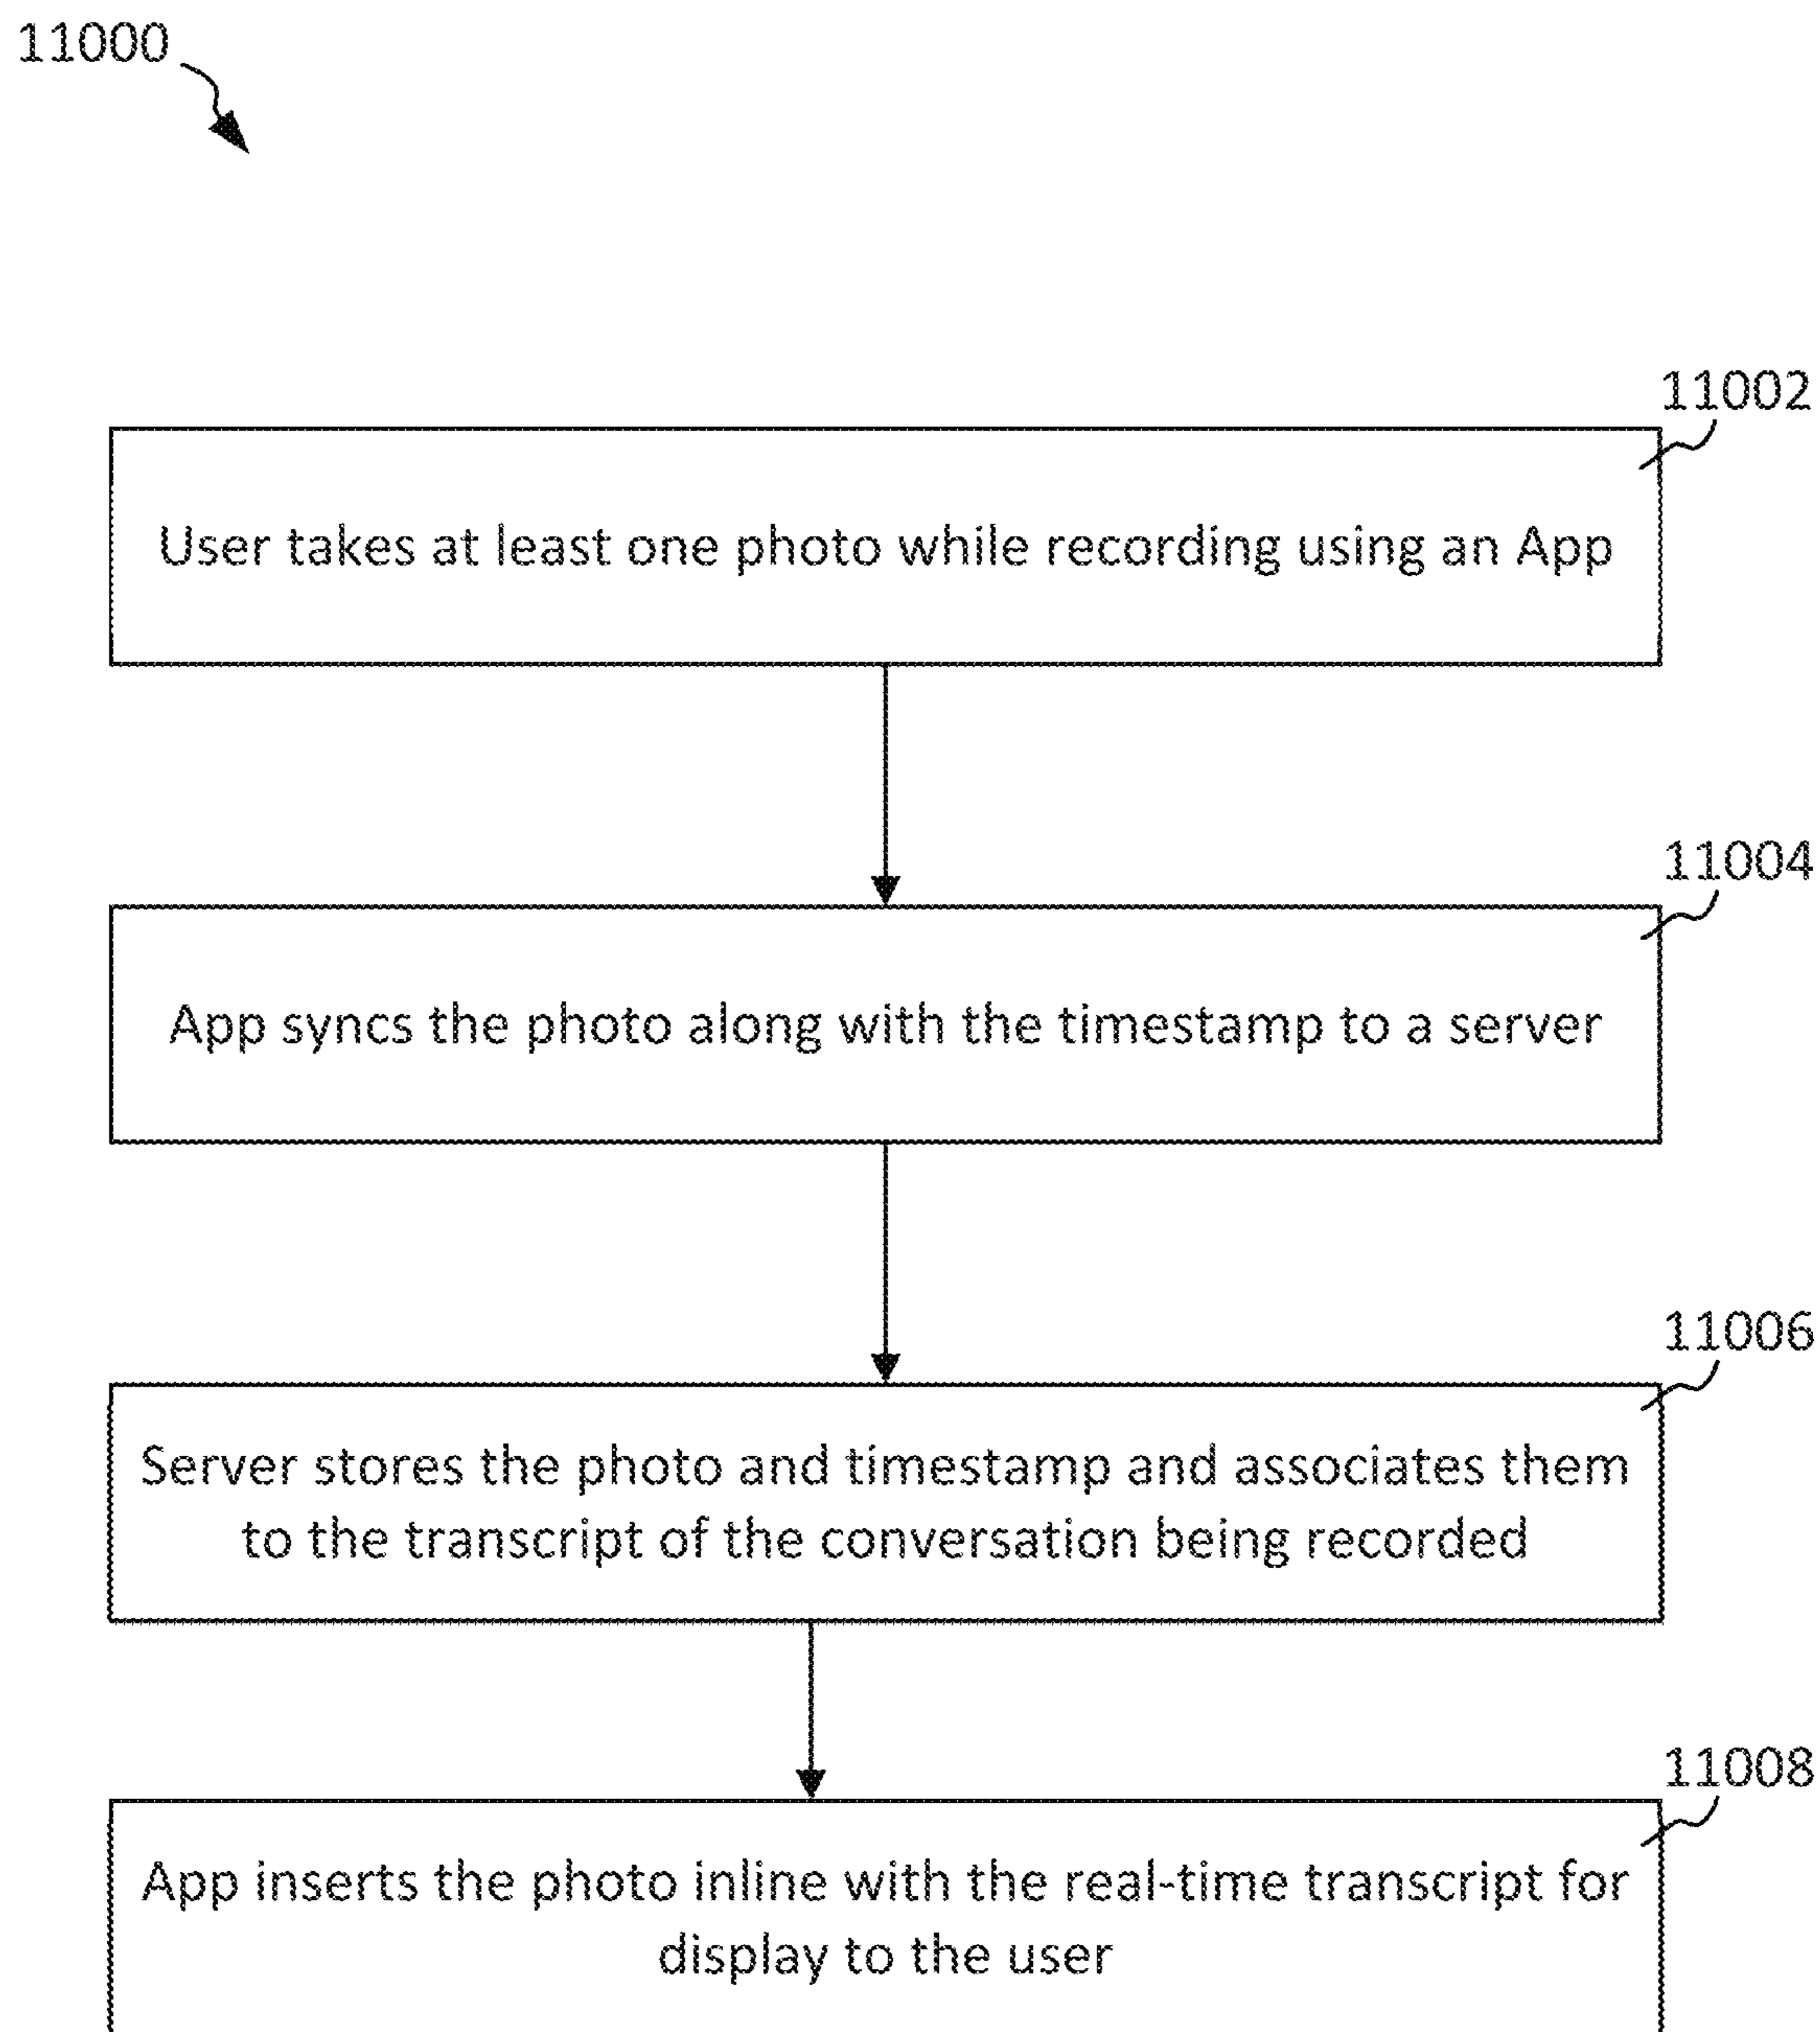 11000
11002
User takes at least one photo while recording using an App
11004
App syncs the photo along with the timestamp to a server
11006
Server stores the photo and timestamp and associates them
to the transcript of the conversation being recorded
11008
App inserts the photo inline with the real-time transcript for
display to the user